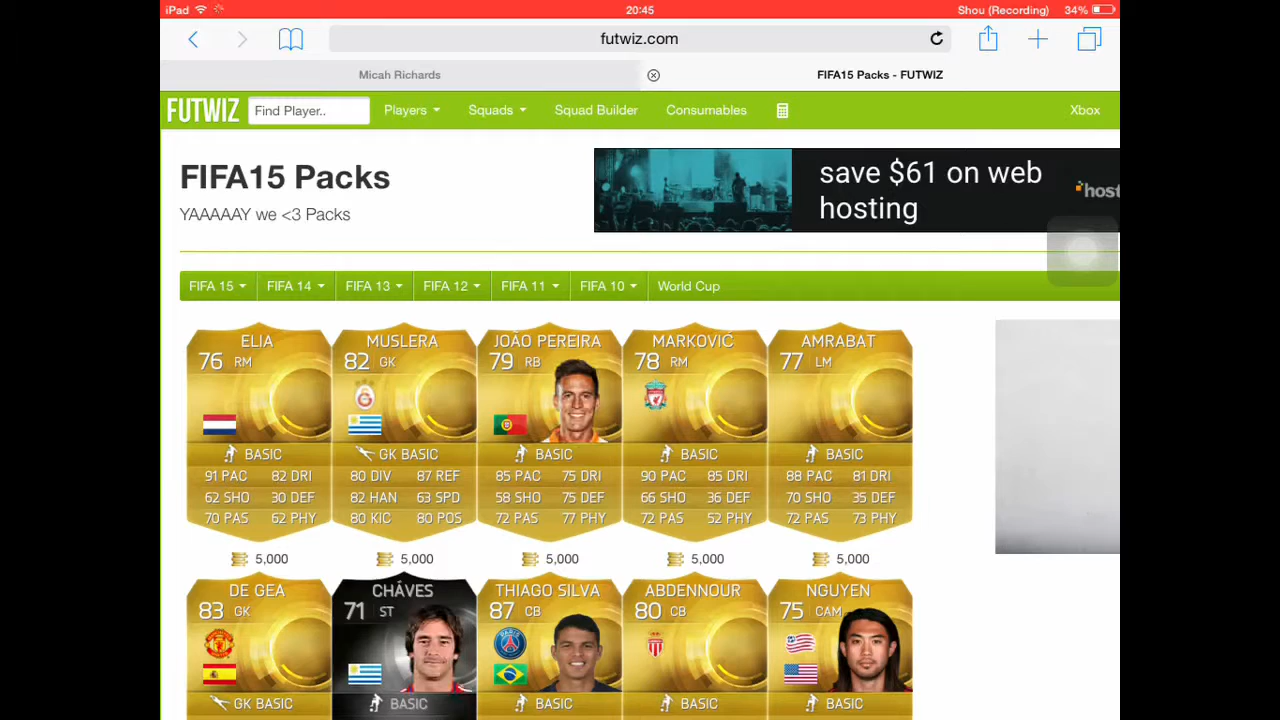 iPad 20:45 Shou (Recording) 34%
futwiz.com
Micah Richards FIFA15 Packs - FUTWIZ
FUTWIZ Find Player.. Players Squads Squad Builder Consumables Xbox
FIFA15 Packs
YAAAAAY we <3 Packs
save $61 on web
hosting
host
FIFA 15 FIFA 14 FIFA 13 FIFA 12 FIFA 11 FIFA 10 World Cup
ELIA MUSLERA JOÃO PEREIRA MARKOVIĆ AMRABAT
76 RM 82 GK 79 RB 78 RM 77 LM
BASIC GK BASIC BASIC BASIC BASIC
91 PAC 82 DRI 80 DIV 87 REF 85 PAC 75 DRI 90 PAC 85 DRI 88 PAC 81 DRI
62 SHO 30 DEF 82 HAN 63 SPD 58 SHO 75 DEF 66 SHO 36 DEF 70 SHO 35 DEF
70 PAS 62 PHY 80 KIC 80 POS 72 PAS 77 PHY 72 PAS 52 PHY 72 PAS 73 PHY
5,000 5,000 5,000 5,000 5,000
DE GEA CHÁVES THIAGO SILVA ABDENNOUR NGUYEN
83 GK 71 ST 87 CB 80 CB 75 CAM
GK BASIC BASIC BASIC BASIC BASIC